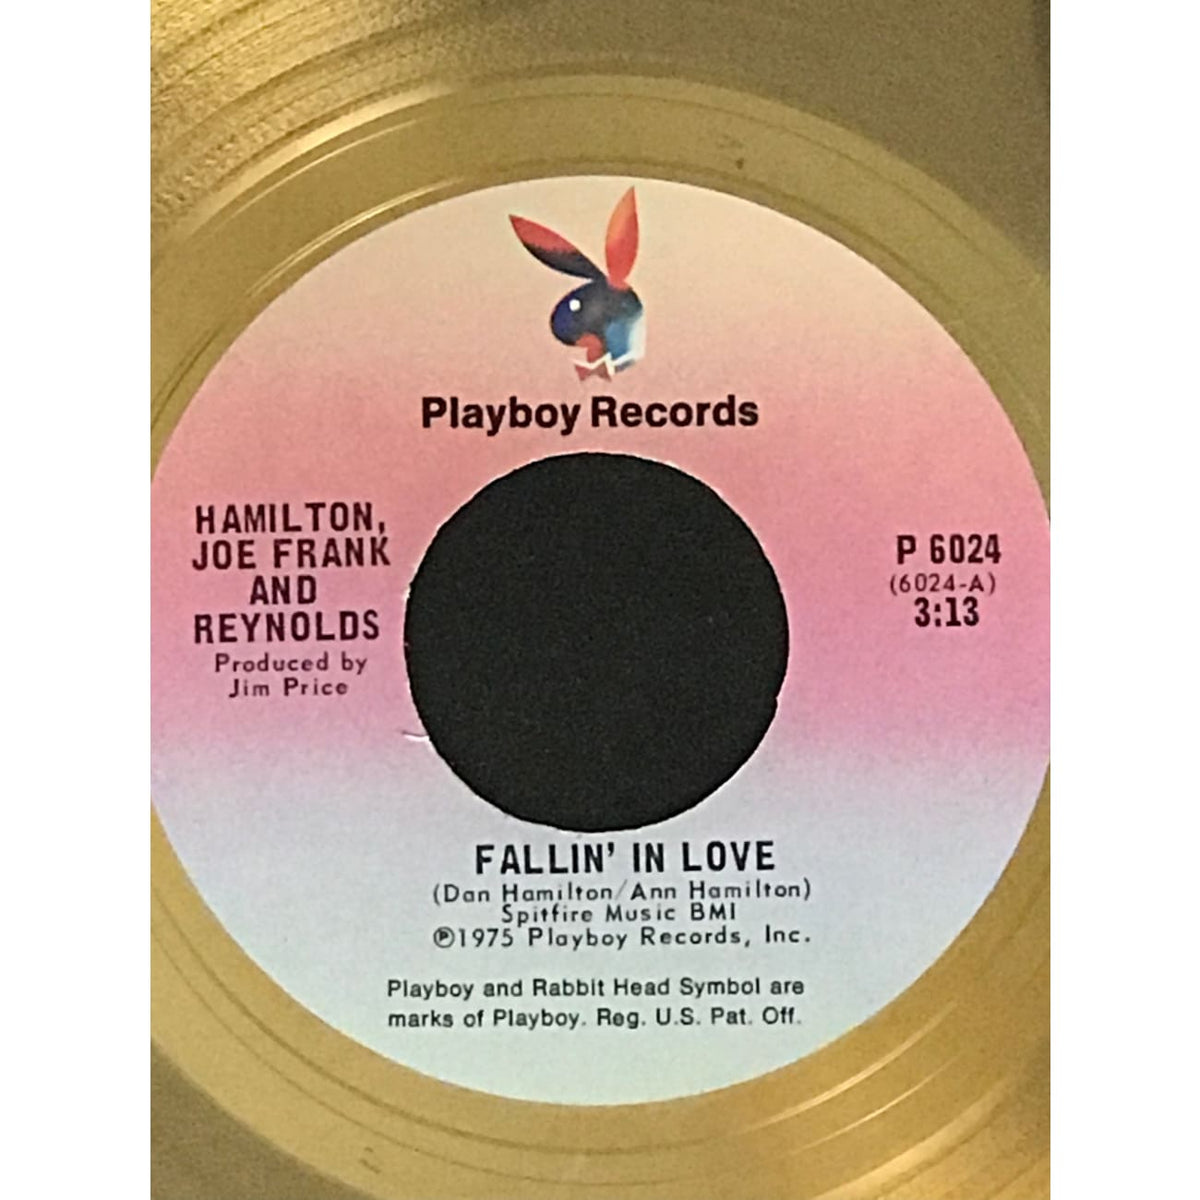 Playboy Records
HAMILTON,
JOE FRANK
AND
REYNOLDS
Produced by
Jim Price
P 6024
(6024-A)
3:13
FALLIN' IN LOVE
(Dan Hamilton/Ann Hamilton)
Spitfire Music BMI
℗1975 Playboy Records, Inc.
Playboy and Rabbit Head Symbol are
marks of Playboy. Reg. U.S. Pat. Off.